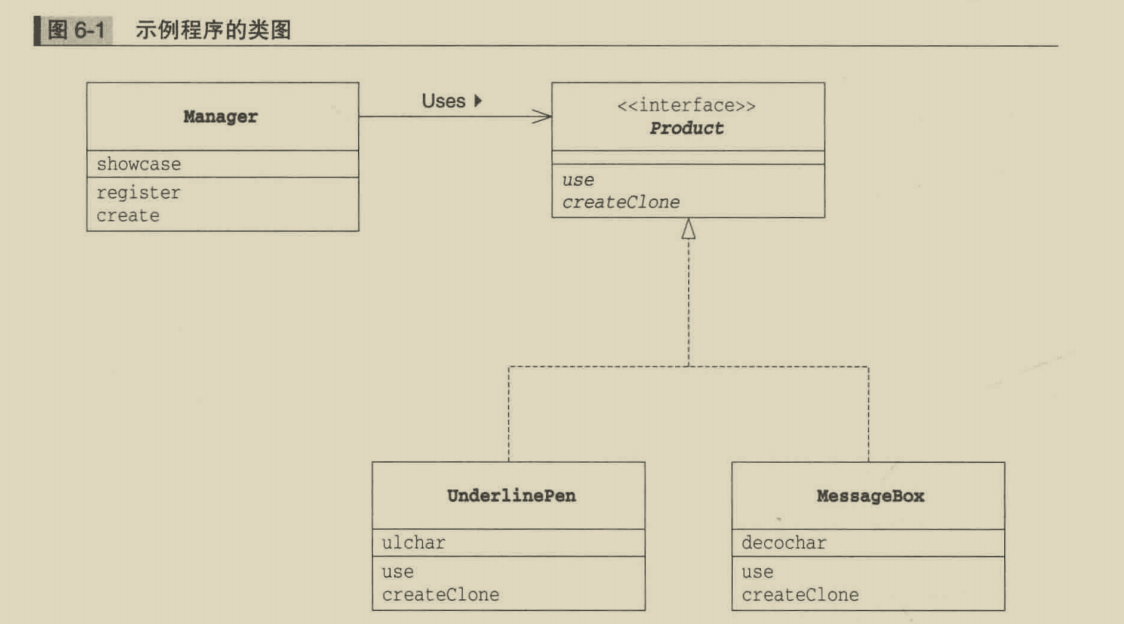 图 6-1 示例程序的类图
Manager
showcase
register
create
Uses
<<interface>>
Product
use
createClone
UnderlinePen
ulchar
use
createClone
MessageBox
decochar
use
createClone